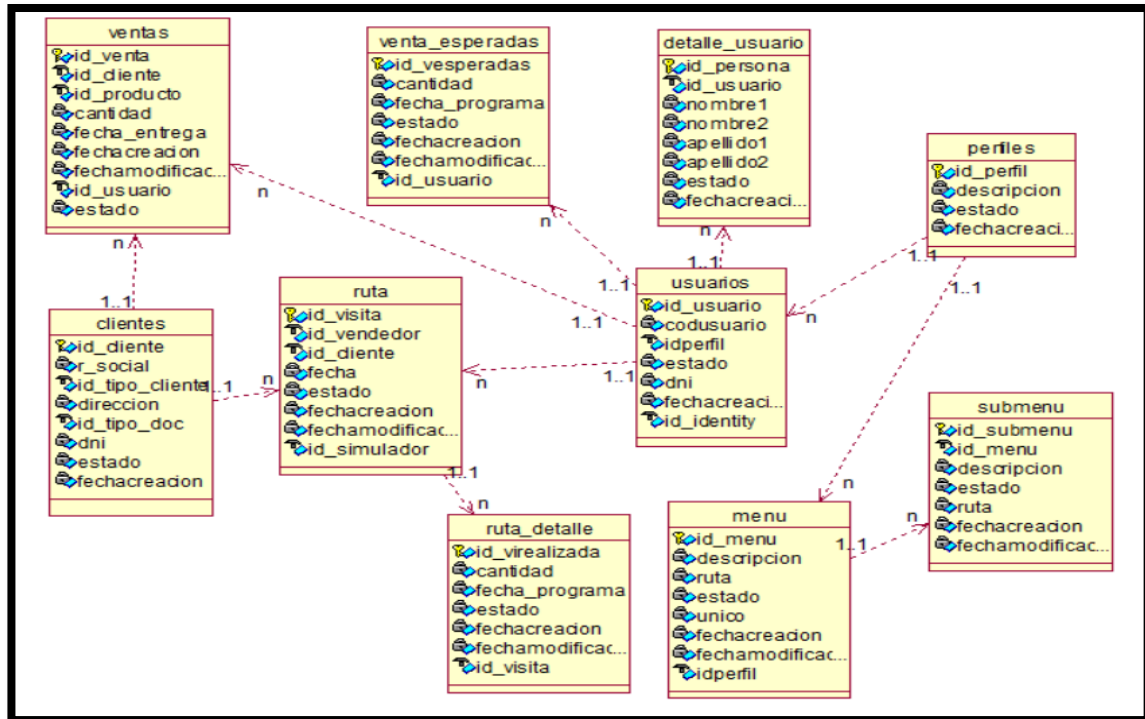 ventas
id_venta
id_cliente
id_producto
cantidad
fecha_entrega
fechacreacion
fechamodificac...
id_usuario
estado
n
n
1..1
venta_esperadas
id_vesperadas
cantidad
fecha_programa
estado
fechacreacion
fechamodificac...
id_usuario
n
detalle_usuario
id_persona
id_usuario
nombre1
nombre2
apellido1
apellido2
estado
fechacreaci...
n
perfiles
id_perfil
descripcion
estado
fechacreaci...
1..1
1..1
clientes
id_cliente
r_social
id_tipo_cliente
direccion
id_tipo_doc
dni
estado
fechacreacion
1..1
n
ruta
id_visita
id_vendedor
id_cliente
fecha
estado
fechacreacion
fechamodificac...
id_simulador
1..1
n
n
usuarios
id_usuario
codusuario
idperfil
estado
dni
fechacreaci...
id_identity
1..1
1..1
1..1
1..1
n
ruta_detalle
id_virealizada
cantidad
fecha_programa
estado
fechacreacion
fechamodificac...
id_visita
menu
id_menu
descripcion
ruta
estado
unico
fechacreacion
fechamodificac...
idperfil
n
1..1
n
submenu
id_submenu
id_menu
descripcion
estado
ruta
fechacreacion
fechamodificac...